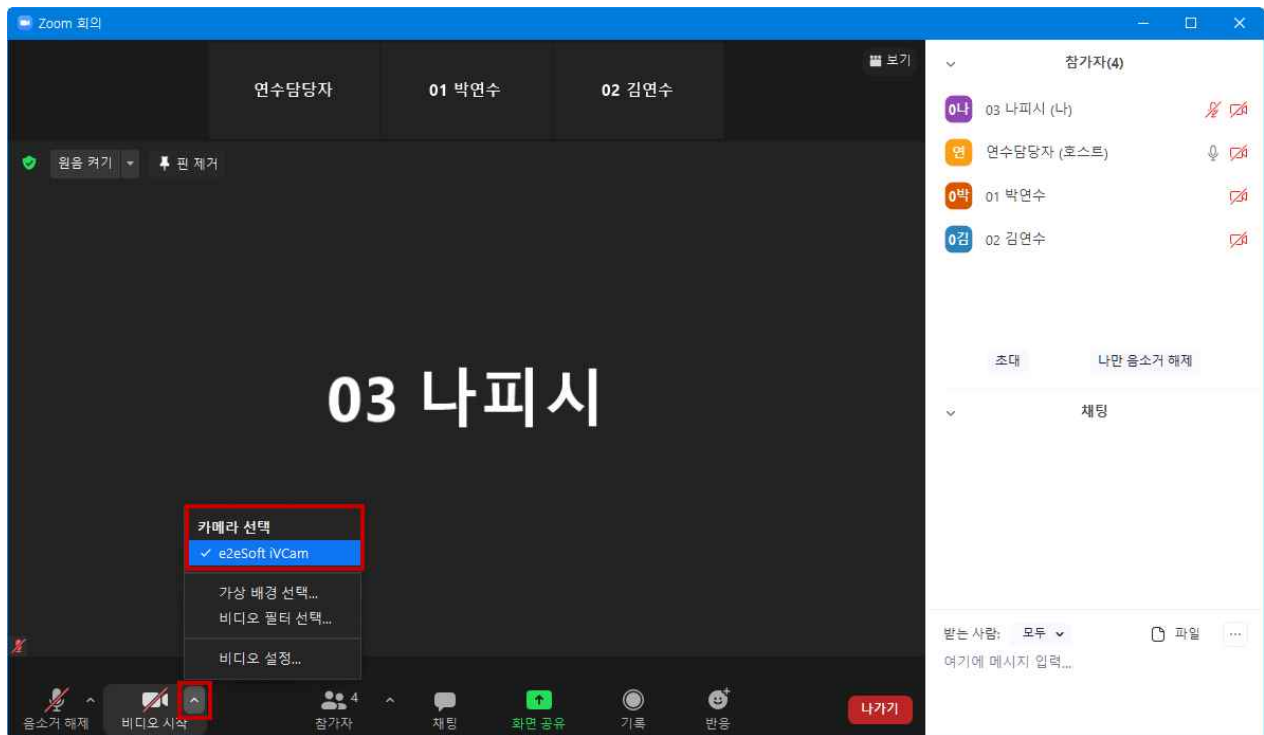 Zoom 회의
연수담당자
01 박연수
02 김연수
보기
원음 켜기
핀 제거
03 나피시
카메라 선택
e2eSoft iVCam
가상 배경 선택...
비디오 필터 선택...
비디오 설정...
음소거 해제
비디오 시작
4
참가자
채팅
화면 공유
기록
반응
나가기
참가자(4)
0나 03 나피시 (나)
연 연수담당자 (호스트)
0박 01 박연수
0김 02 김연수
초대
나만 음소거 해제
채팅
받는 사람: 모두
파일
...
여기에 메시지 입력...